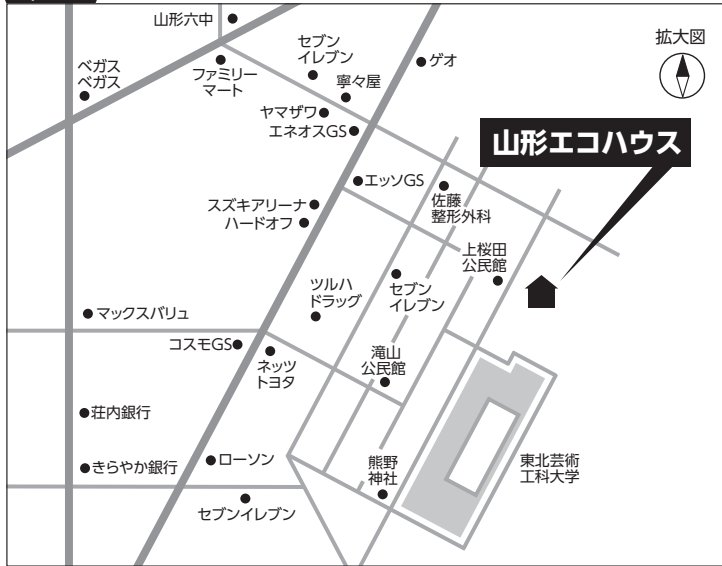 山形六中
拡大図
セブン
イレブン
ゲオ
ベガス
ベガス
ファミリー
マート
寧々屋
ヤマザワ
エネオスGS
山形エコハウス
エッソGS
佐藤
整形外科
スズキアリーナ
ハードオフ
上桜田
公民館
ツルハ
ドラッグ
セブン
イレブン
マックスバリュ
コスモGS
ネッツ
トヨタ
滝山
公民館
荘内銀行
きらやか銀行
ローソン
熊野
神社
東北芸術
工科大学
セブンイレブン